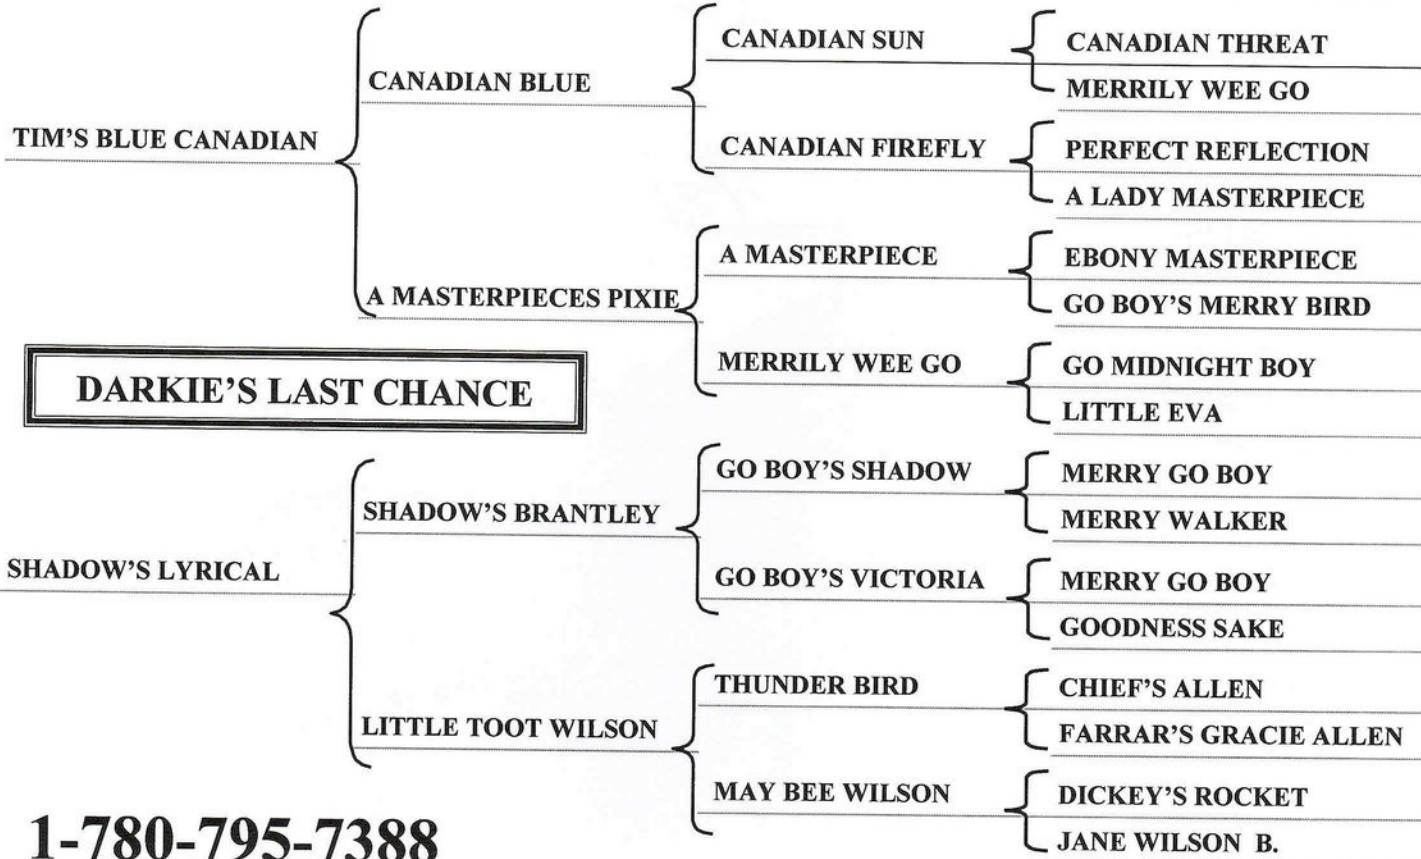 CANADIAN SUN
CANADIAN THREAT
CANADIAN BLUE
MERRILY WEE GO
TIM'S BLUE CANADIAN
CANADIAN FIREFLY
PERFECT REFLECTION
A LADY MASTERPIECE
A MASTERPIECE
EBONY MASTERPIECE
A MASTERPIECES PIXIE
GO BOY'S MERRY BIRD
MERRILY WEE GO
GO MIDNIGHT BOY
DARKIE'S LAST CHANCE
LITTLE EVA
GO BOY'S SHADOW
MERRY GO BOY
SHADOW'S BRANTLEY
MERRY WALKER
SHADOW'S LYRICAL
GO BOY'S VICTORIA
MERRY GO BOY
GOODNESS SAKE
THUNDER BIRD
CHIEF'S ALLEN
LITTLE TOOT WILSON
FARRAR'S GRACIE ALLEN
MAY BEE WILSON
DICKEY'S ROCKET
1-780-795-7388
JANE WILSON B.